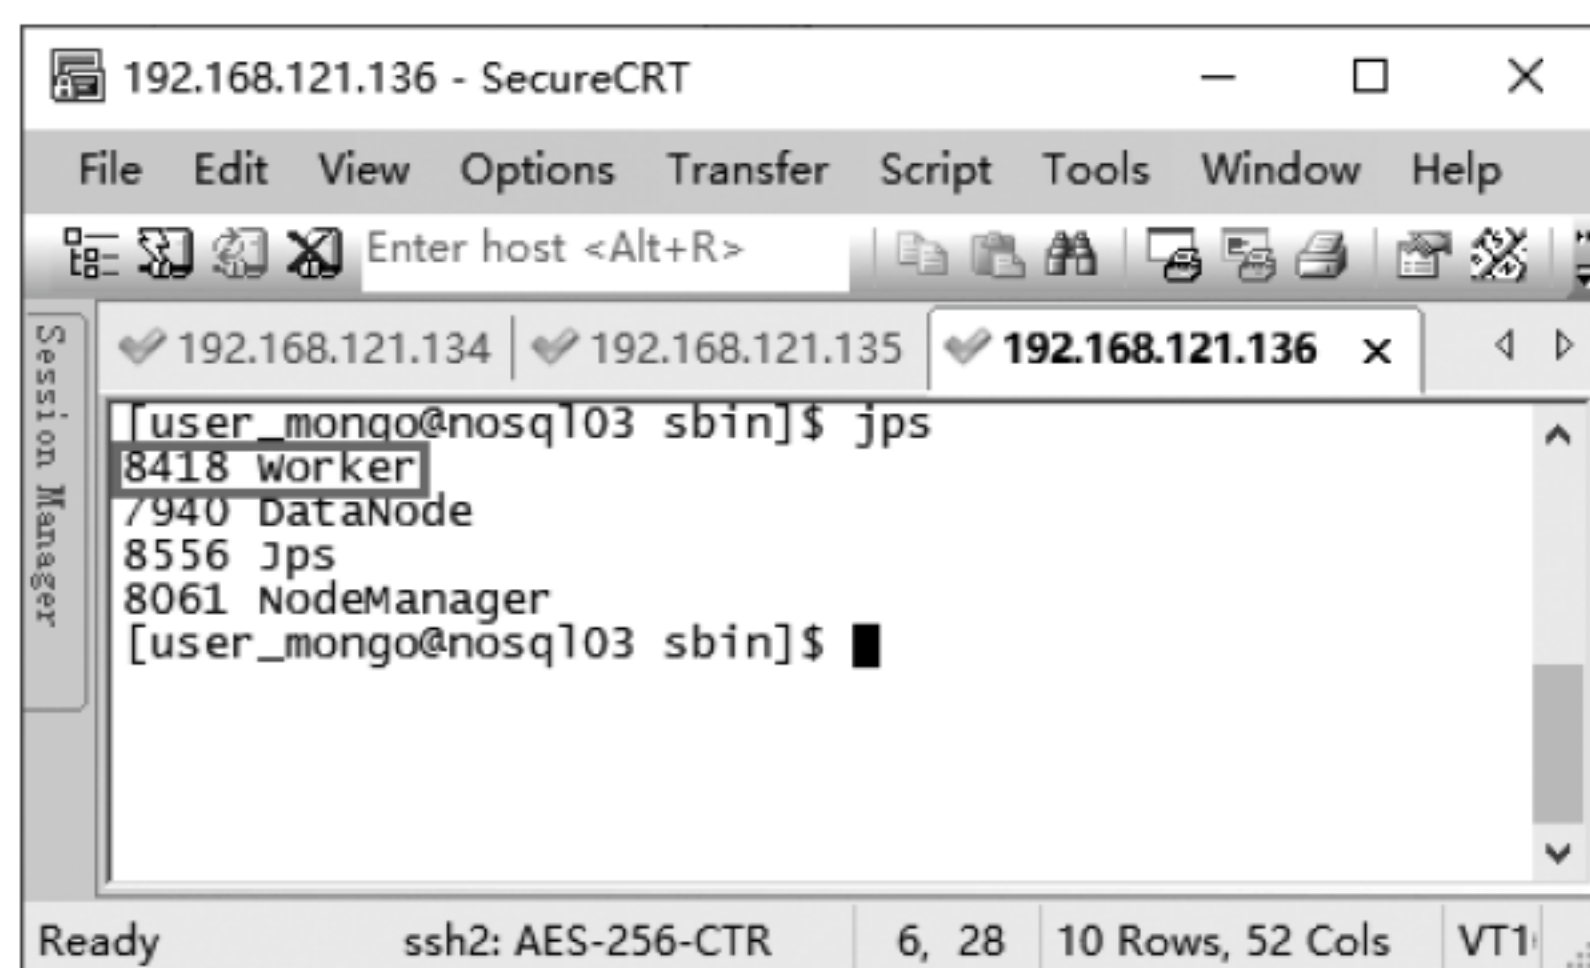 192.168.121.136 - SecureCRT
File Edit View Options Transfer Script Tools Window Help
Enter host <Alt+R>
Session Manager
192.168.121.134 192.168.121.135 192.168.121.136
[user_mongo@nosql03 sbin]$ jps
8418 Worker
7940 DataNode
8556 Jps
8061 NodeManager
[user_mongo@nosql03 sbin]$
Ready ssh2: AES-256-CTR 6, 28 10 Rows, 52 Cols VT1